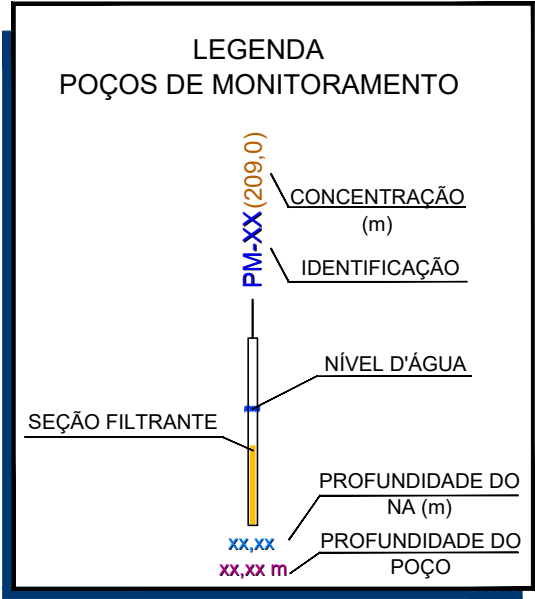 LEGENDA
POÇOS DE MONITORAMENTO
PM-XX(209,0)
CONCENTRAÇÃO
(m)
IDENTIFICAÇÃO
NÍVEL D'ÁGUA
SEÇÃO FILTRANTE
PROFUNDIDADE DO
NA (m)
xx,xx
PROFUNDIDADE DO
POÇO
xx,xx m